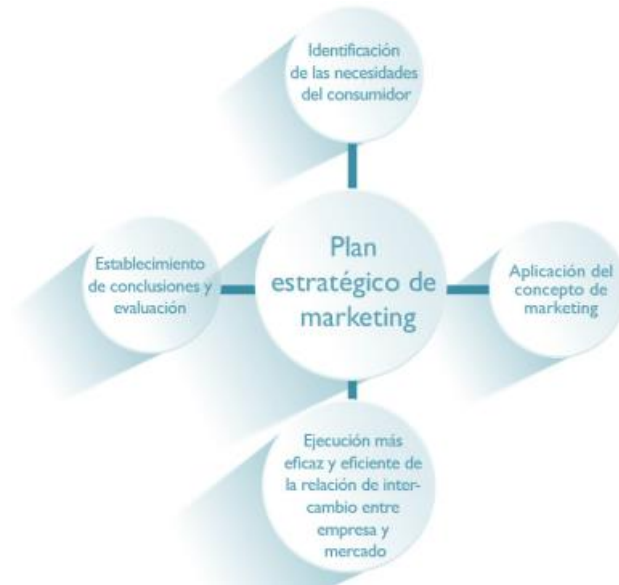 Identificación
de las necesidades
del consumidor
Establecimiento
de conclusiones y
evaluación
Plan
estratégico de
marketing
Aplicación del
concepto de
marketing
Ejecución más
eficaz y eficiente de
la relación de inter-
cambio entre
empresa y
mercado